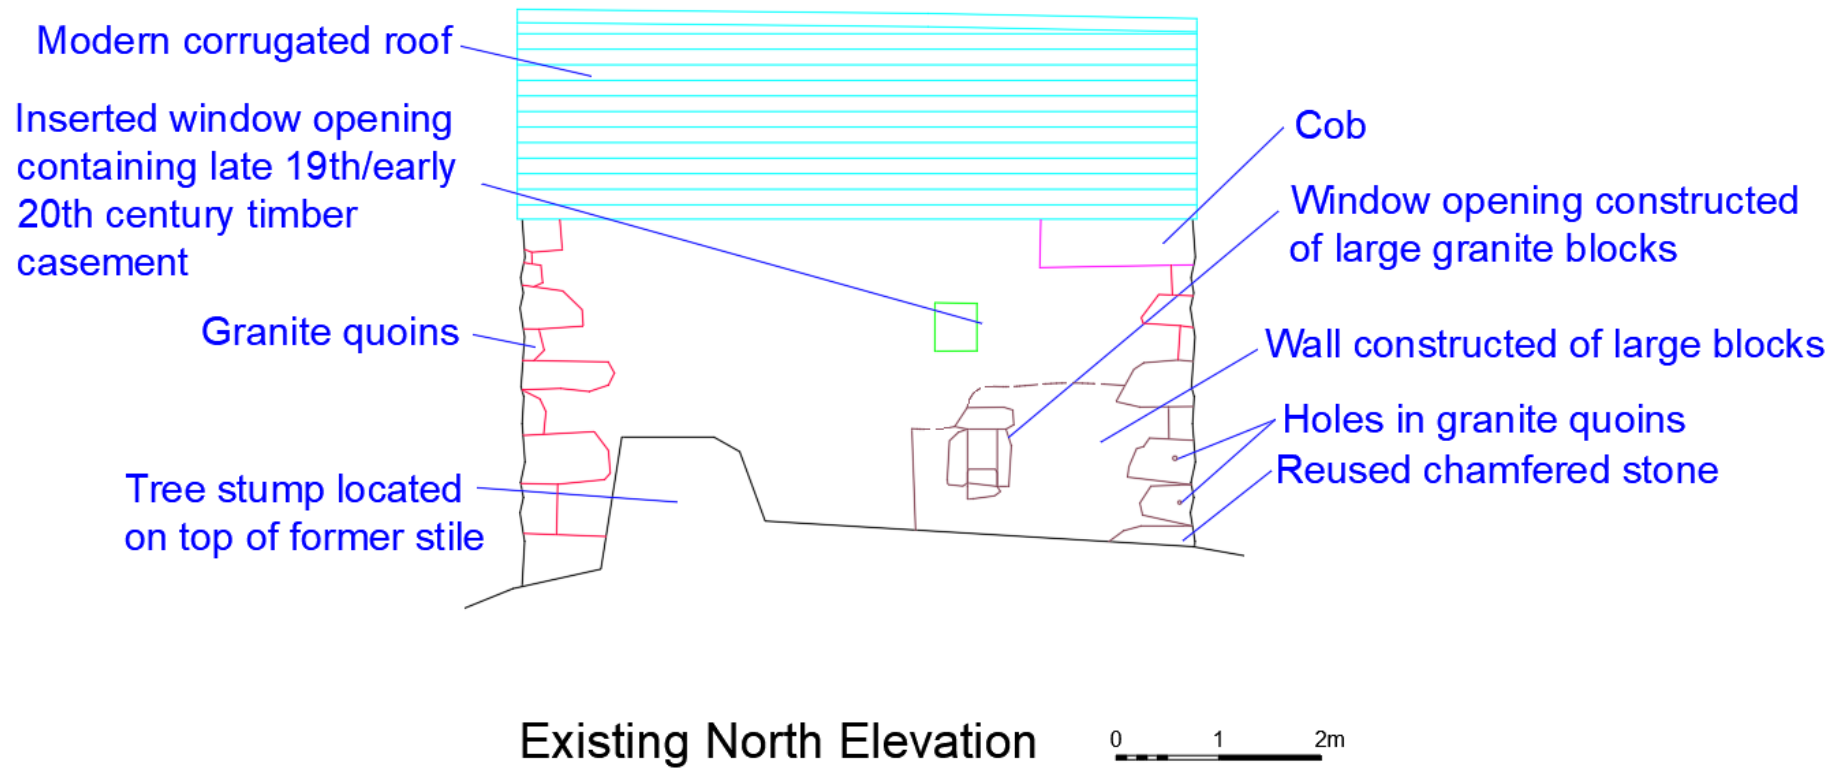 Modern corrugated roof
Inserted window opening
containing late 19th/early
20th century timber
casement
Granite quoins
Tree stump located
on top of former stile
Cob
Window opening constructed
of large granite blocks
Wall constructed of large blocks
Holes in granite quoins
Reused chamfered stone
Existing North Elevation
0 1 2m